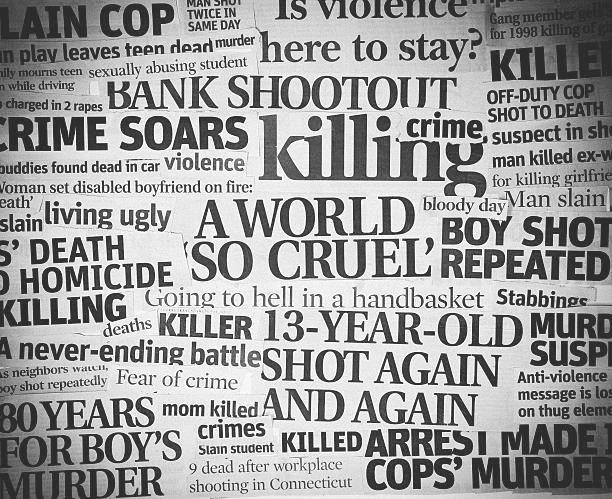 LAIN COP
MAN SHOT
TWICE IN
SAME DAY
Is violence
here to stay?
Gang member
for 1998 killing of
n play leaves teen dead
murder
mily mourns teen
sexually abusing student
n while driving
KILLE
charged in 2 rapes
BANK SHOOTOUT
OFF-DUTY COP
SHOT TO DEATH
CRIME SOARS
killing
crime,
suspect in sh
buddies found dead in car
violence
man killed ex-w
for killing girlfrie
Woman set disabled boyfriend on fire:
eath'
slain
living ugly
A WORLD
'SO CRUEL'
bloody day
Man slain
BOY SHOT
REPEATED
S' DEATH
D HOMICIDE
KILLING
Going to hell in a handbasket
Stabbings
deaths
KILLER
13-YEAR-OLD
SHOT AGAIN
AND AGAIN
MURD
SUSP
A never-ending battle
As neighbors watch,
boy shot repeatedly
Fear of crime
Anti-violence
message is los
on thug elemen
80 YEARS
FOR BOY'S
MURDER
mom killed
crimes
Slain student
KILLED
ARREST MADE I
COPS' MURDER
9 dead after workplace
shooting in Connecticut